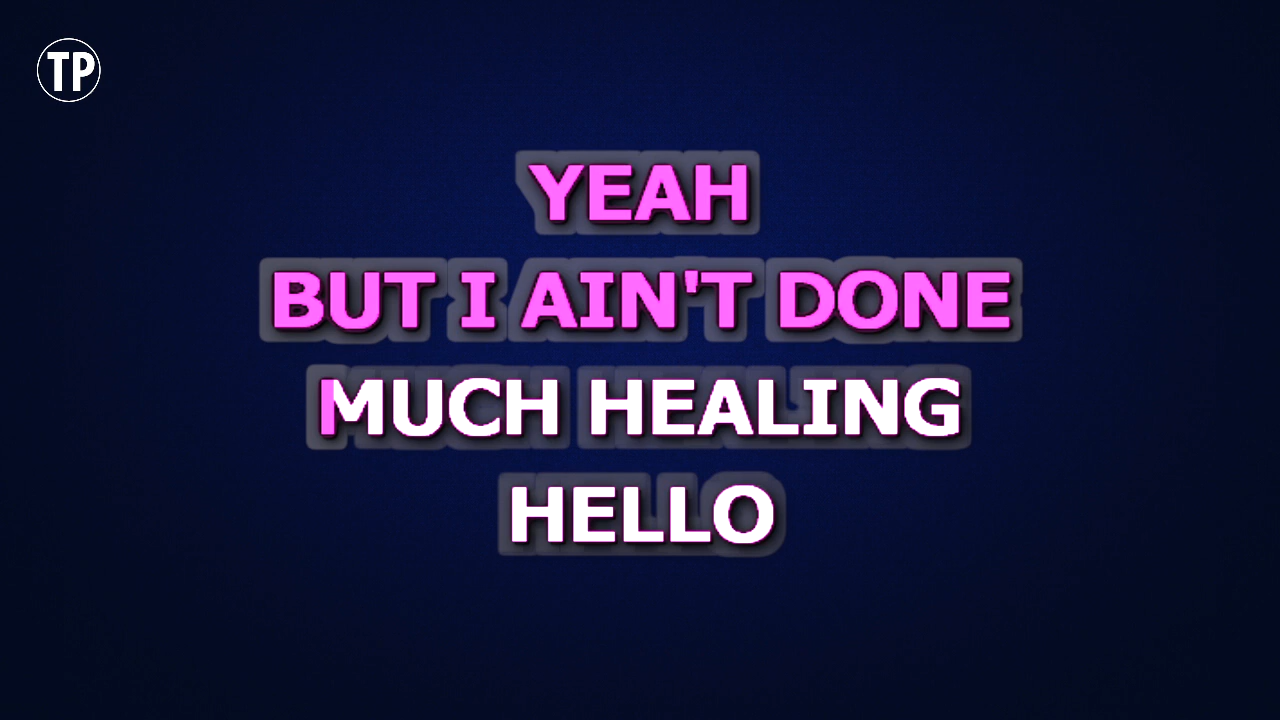 TP
YEAH
BUT I AIN'T DONE
MUCH HEALING
HELLO